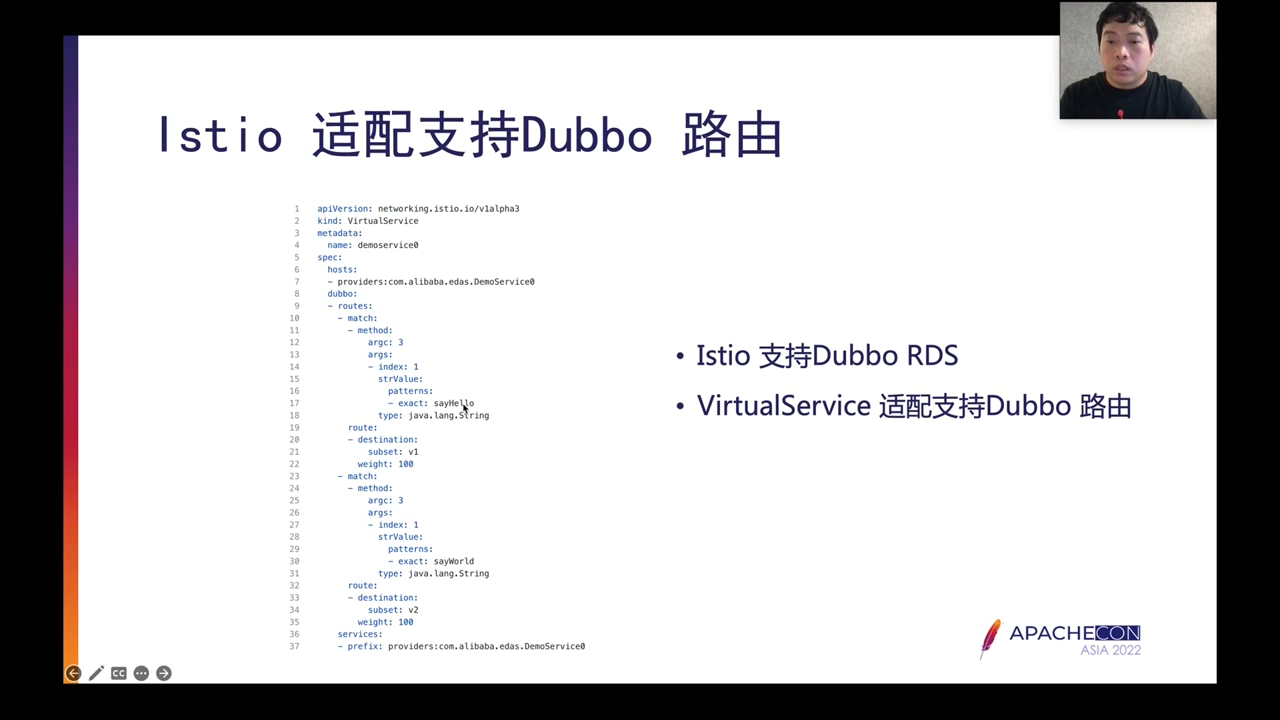 Istio 适配支持Dubbo 路由
1 apiVersion: networking.istio.io/v1alpha3
2 kind: VirtualService
3 metadata:
4 name: demoservice0
5 spec:
6 hosts:
7 - providers:com.alibaba.edas.DemoService0
8 dubbo:
9 - routes:
10 - match:
11 - method:
12 argc: 3
13 args:
14 - index: 1
15 strValue:
16 patterns:
17 - exact: sayHello
18 type: java.lang.String
19 route:
20 - destination:
21 subset: v1
22 weight: 100
23 - match:
24 - method:
25 argc: 3
26 args:
27 - index: 1
28 strValue:
29 patterns:
30 - exact: sayWorld
31 type: java.lang.String
32 route:
33 - destination:
34 subset: v2
35 weight: 100
36 services:
37 - prefix: providers:com.alibaba.edas.DemoService0
• Istio 支持Dubbo RDS
• VirtualService 适配支持Dubbo 路由
APACHECON
ASIA 2022
CC